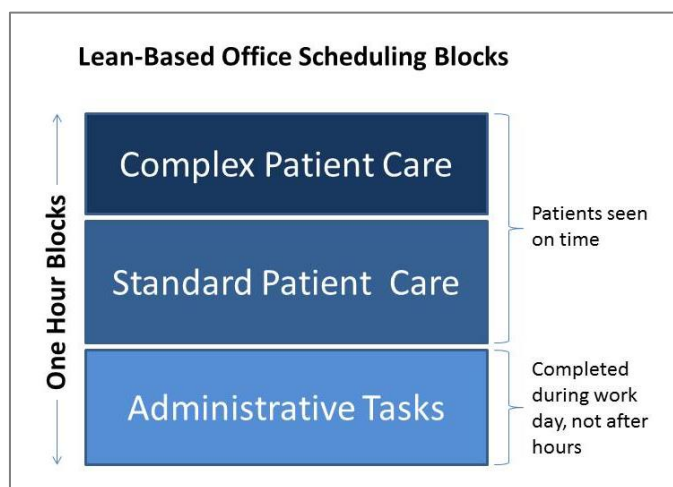 Lean-Based Office Scheduling Blocks
One Hour Blocks
Complex Patient Care
Standard Patient Care
Administrative Tasks
Patients seen
on time
Completed
during work
day, not after
hours